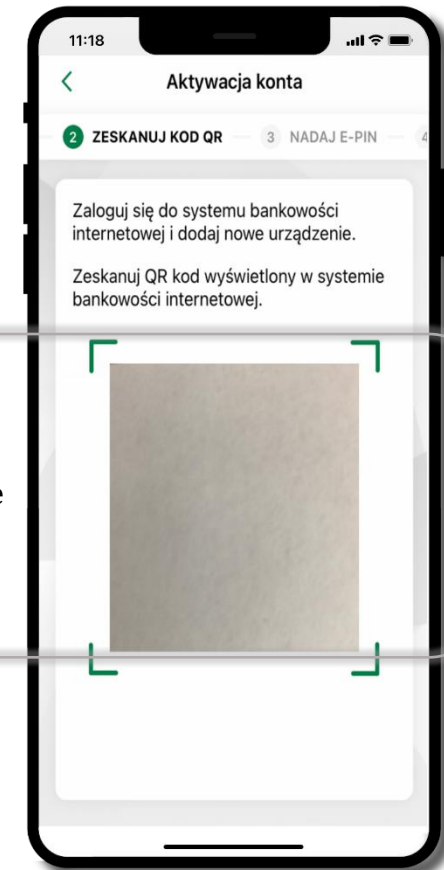 11:18
Aktywacja konta
2 ZESKANUJ KOD QR 3 NADAJ E-PIN 4
Zaloguj się do systemu bankowości
internetowej i dodaj nowe urządzenie.
Zeskanuj QR kod wyświetlony w systemie
bankowości internetowej.
e